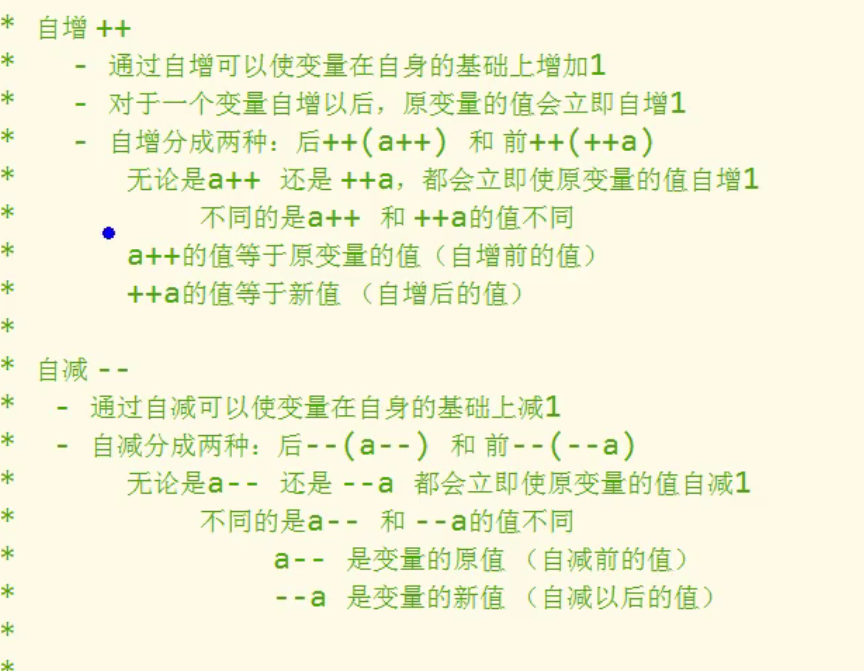 * 自增 ++
* - 通过自增可以使变量在自身的基础上增加1
* - 对于一个变量自增以后，原变量的值会立即自增1
* - 自增分成两种：后++(a++) 和 前++(++a)
* 无论是a++ 还是 ++a，都会立即使原变量的值自增1
* 不同的是a++ 和 ++a的值不同
* a++的值等于原变量的值（自增前的值）
* ++a的值等于新值 （自增后的值）
*
* 自减 --
* - 通过自减可以使变量在自身的基础上减1
* - 自减分成两种：后--(a--) 和 前--(--a)
* 无论是a-- 还是 --a 都会立即使原变量的值自减1
* 不同的是a-- 和 --a的值不同
* a-- 是变量的原值 （自减前的值）
* --a 是变量的新值 （自减以后的值）
*
*